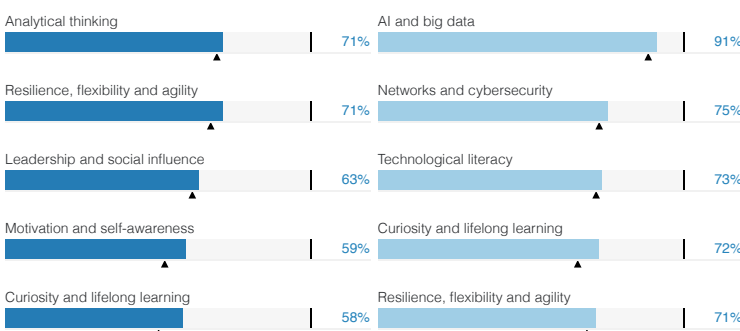 Analytical thinking
71%
Resilience, flexibility and agility
71%
Leadership and social influence
63%
Motivation and self-awareness
59%
Curiosity and lifelong learning
58%
AI and big data
91%
Networks and cybersecurity
75%
Technological literacy
73%
Curiosity and lifelong learning
72%
Resilience, flexibility and agility
71%